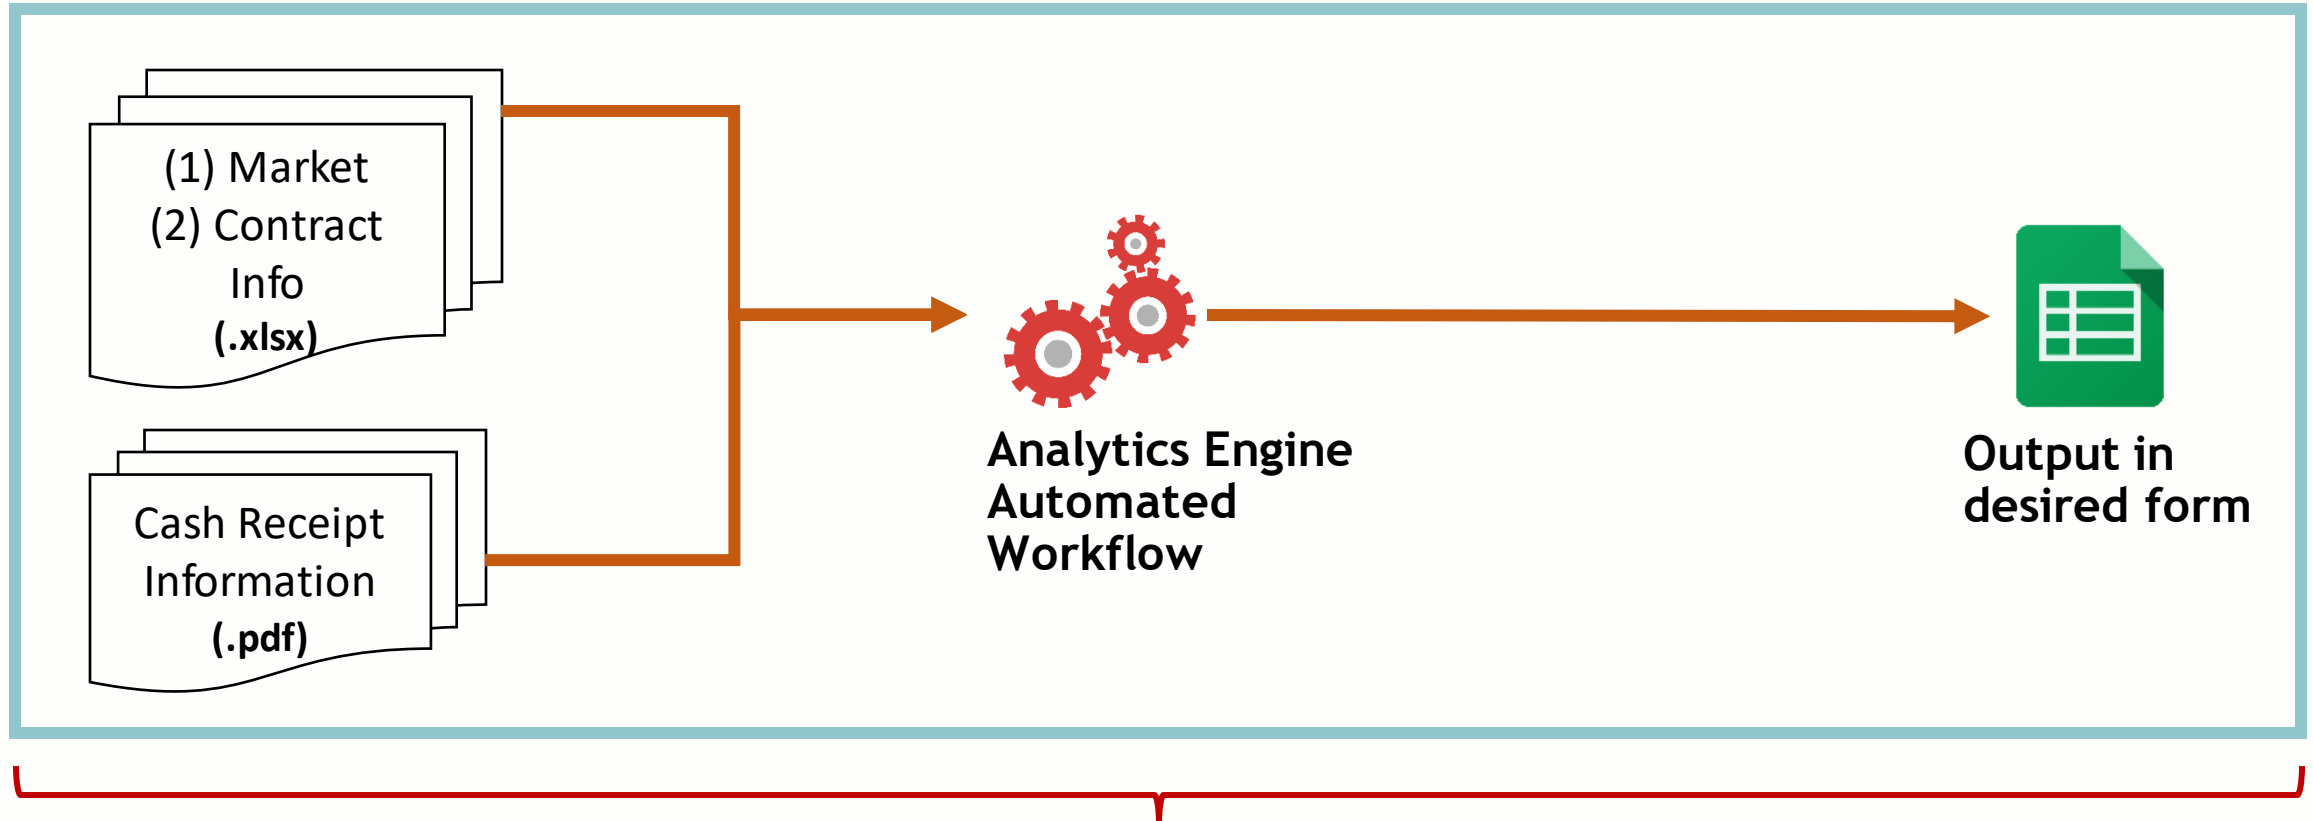 (1) Market
(2) Contract
Info
(.xlsx)
Cash Receipt
Information
(.pdf)
Analytics Engine
Automated
Workflow
Output in
desired form